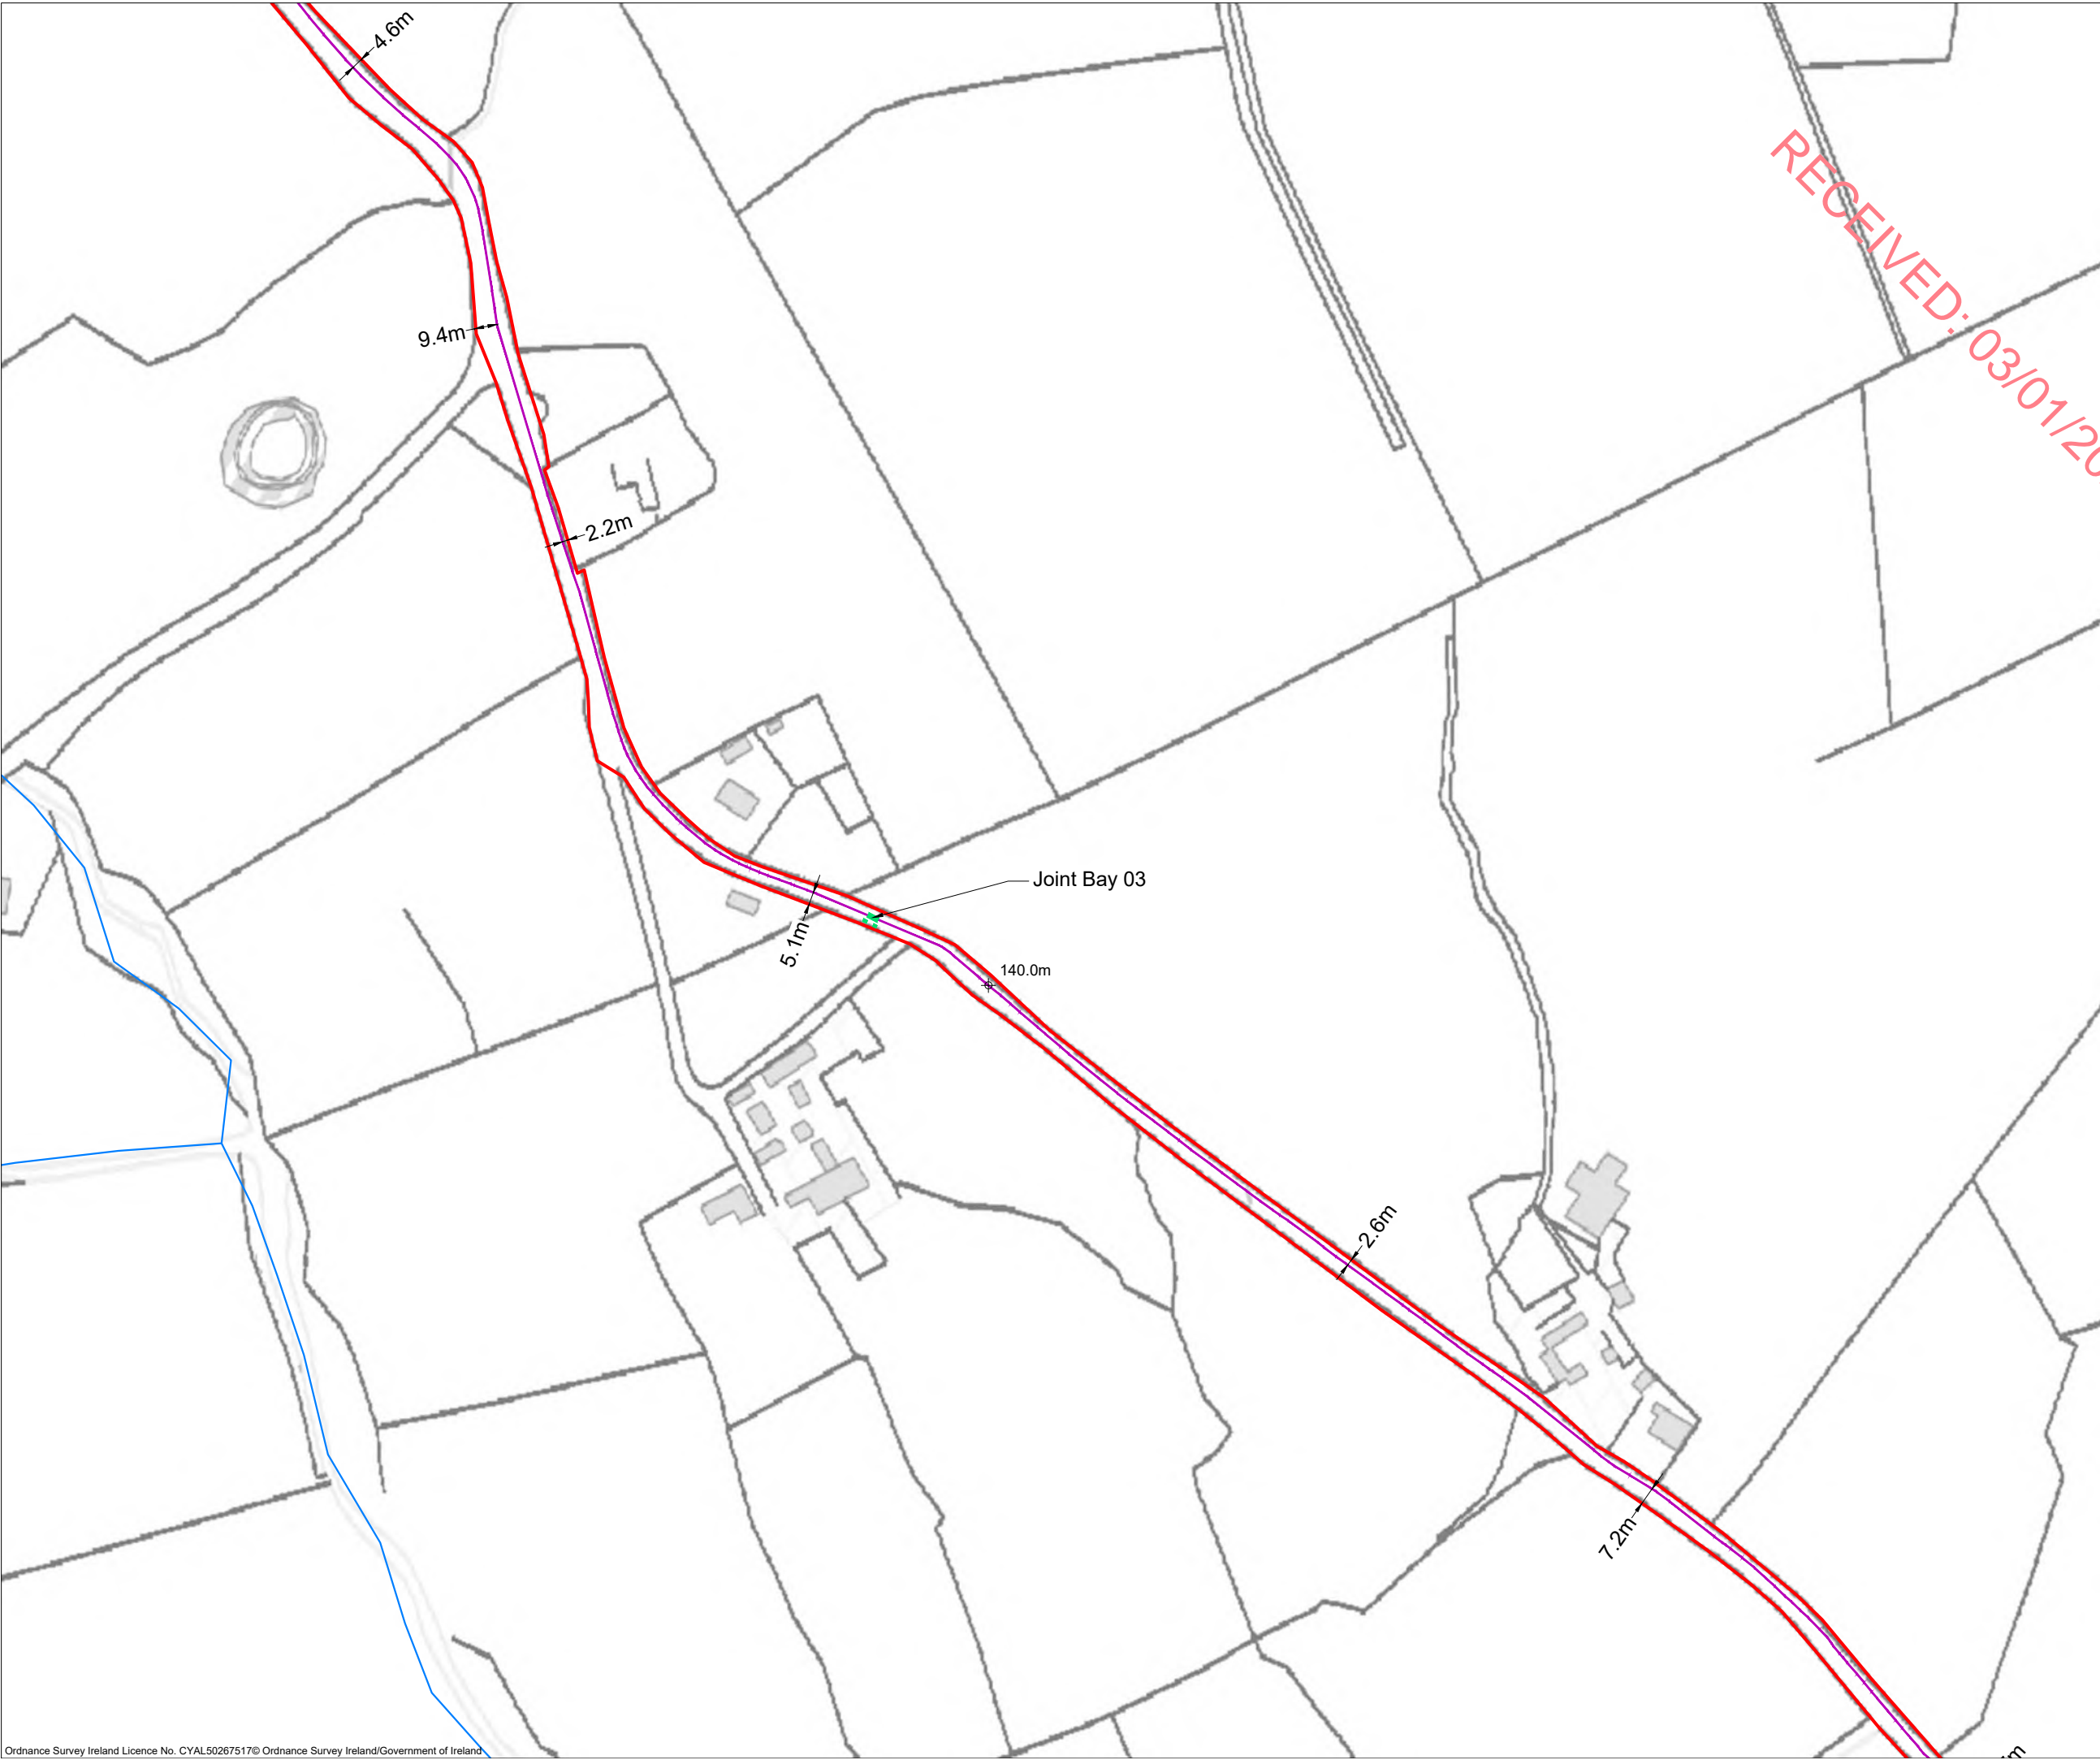 4.6m
RECEIVED: 03/01/20
9.4m
2.2m
Joint Bay 03
5.1m
140.0m
2.6m
7.2m
m
Ordnance Survey Ireland Licence No. CYAL50267517© Ordnance Survey Ireland/Government of Ireland